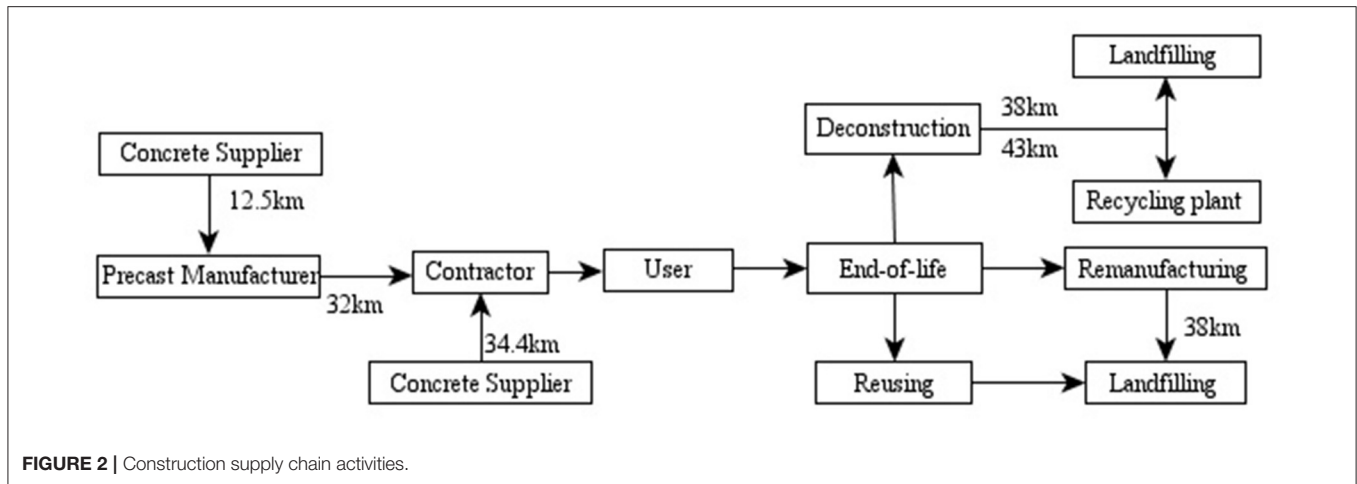 Landfilling
38km
Deconstruction
43km
Concrete Supplier
12.5km
Recycling plant
Precast Manufacturer
32km
Contractor
User
End-of-life
Remanufacturing
34.4km
38km
Concrete Supplier
Reusing
Landfilling
FIGURE 2 | Construction supply chain activities.